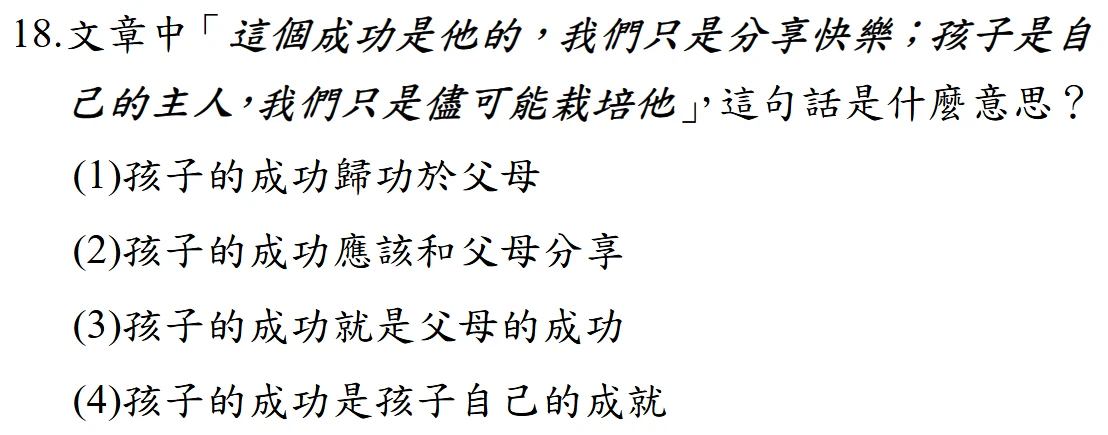 18.文章中「這個成功是他的，我們只是分享快樂；孩子是自
己的主人，我們只是儘可能栽培他」，這句話是什麼意思？
(1)孩子的成功歸功於父母
(2)孩子的成功應該和父母分享
(3)孩子的成功就是父母的成功
(4)孩子的成功是孩子自己的成就